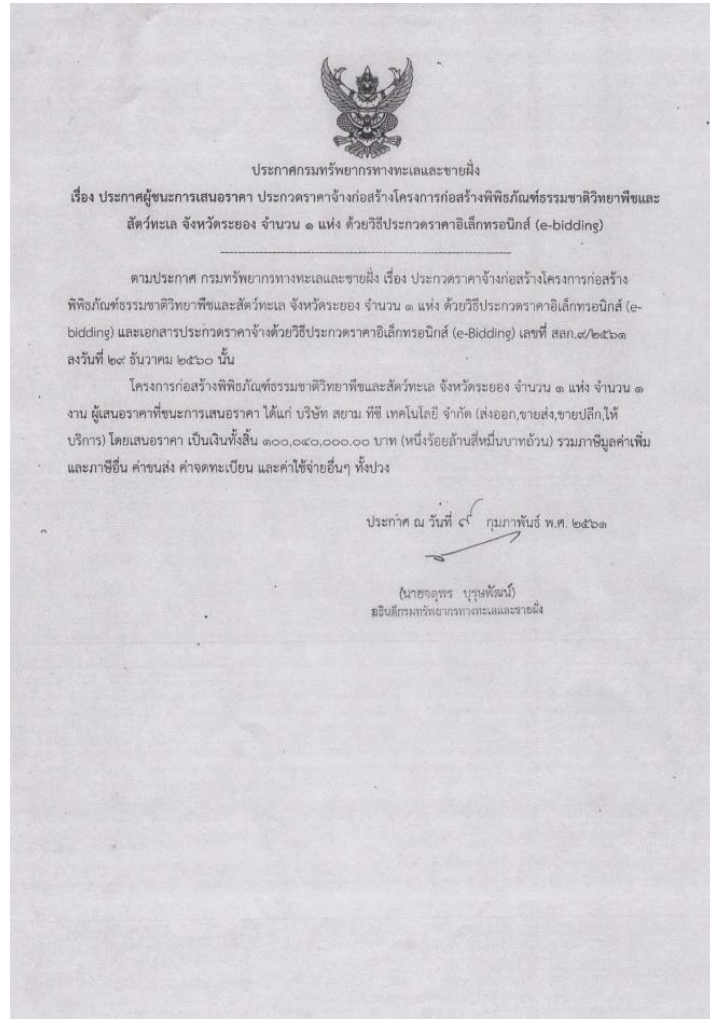 ประกาศกรมทรัพยากรทางทะเลและชายฝั่ง
เรื่อง ประกาศผู้ชนะการเสนอราคา ประกวดราคาจ้างก่อสร้างโครงการก่อสร้างพิพิธภัณฑ์ธรรมชาติวิทยาพืชและ
สัตว์ทะเล จังหวัดระยอง จำนวน ๑ แห่ง ด้วยวิธีประกวดราคาอิเล็กทรอนิกส์ (e-bidding)
ตามประกาศ กรมทรัพยากรทางทะเลและชายฝั่ง เรื่อง ประกวดราคาจ้างก่อสร้างโครงการก่อสร้าง
พิพิธภัณฑ์ธรรมชาติวิทยาพืชและสัตว์ทะเล จังหวัดระยอง จำนวน ๑ แห่ง ด้วยวิธีประกวดราคาอิเล็กทรอนิกส์ (e-
bidding) และเอกสารประกวดราคาจ้างด้วยวิธีประกวดราคาอิเล็กทรอนิกส์ (e-Bidding) เลขที่ สลก.๙/๒๕๖๑
ลงวันที่ ๒๙ ธันวาคม ๒๕๖๐ นั้น
โครงการก่อสร้างพิพิธภัณฑ์ธรรมชาติวิทยาพืชและสัตว์ทะเล จังหวัดระยอง จำนวน ๑ แห่ง จำนวน ๑
งาน ผู้เสนอราคาที่ชนะการเสนอราคา ได้แก่ บริษัท สยาม ทีซี เทคโนโลยี จำกัด (ส่งออก,ขายส่ง,ขายปลีก,ให้
บริการ) โดยเสนอราคา เป็นเงินทั้งสิ้น ๑๐๐,๐๔๐,๐๐๐.๐๐ บาท (หนึ่งร้อยล้านสี่หมื่นบาทถ้วน) รวมภาษีมูลค่าเพิ่ม
และภาษีอื่น ค่าขนส่ง ค่าจดทะเบียน และค่าใช้จ่ายอื่นๆ ทั้งปวง
ประกาศ ณ วันที่ ๙ กุมภาพันธ์ พ.ศ. ๒๕๖๑
(นายจตุพร บุรุษพัฒน์)
อธิบดีกรมทรัพยากรทางทะเลและชายฝั่ง